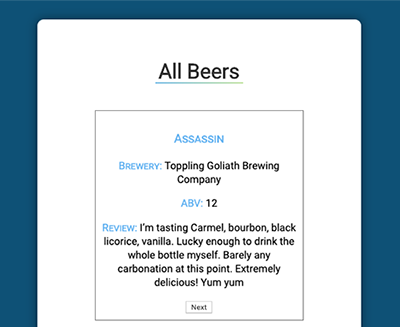 All Beers
Assassin
Brewery: Toppling Goliath Brewing
Company
ABV: 12
Review: I'm tasting Carmel, bourbon, black
licorice, vanilla. Lucky enough to drink the
whole bottle myself. Barely any
carbonation at this point. Extremely
delicious! Yum yum
Next